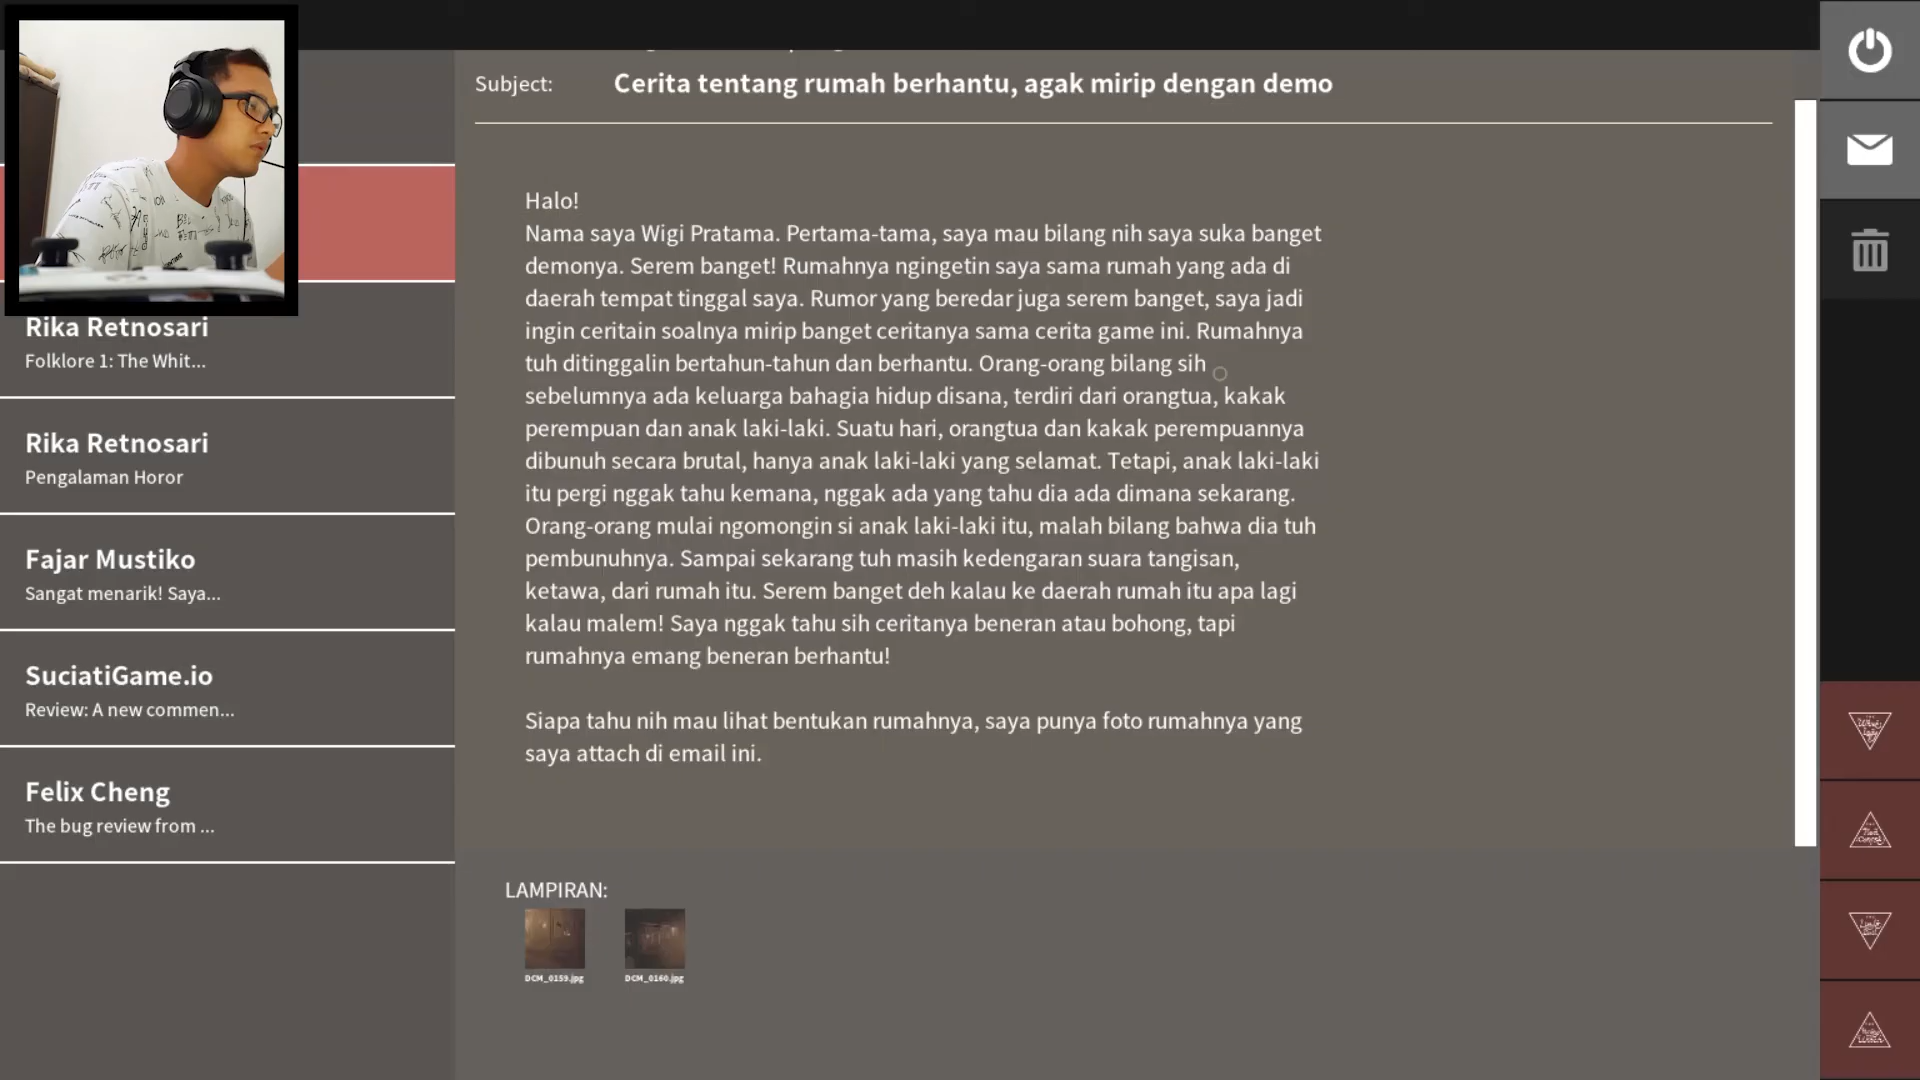 Subject: Cerita tentang rumah berhantu, agak mirip dengan demo
Halo!
Nama saya Wigi Pratama. Pertama-tama, saya mau bilang nih saya suka banget
demonya. Serem banget! Rumahnya ngingetin saya sama rumah yang ada di
daerah tempat tinggal saya. Rumor yang beredar juga serem banget, saya jadi
ingin ceritain soalnya mirip banget ceritanya sama cerita game ini. Rumahnya
tuh ditinggalin bertahun-tahun dan berhantu. Orang-orang bilang sih
sebelumnya ada keluarga bahagia hidup disana, terdiri dari orangtua, kakak
perempuan dan anak laki-laki. Suatu hari, orangtua dan kakak perempuannya
dibunuh secara brutal, hanya anak laki-laki yang selamat. Tetapi, anak laki-laki
itu pergi nggak tahu kemana, nggak ada yang tahu dia ada dimana sekarang.
Orang-orang mulai ngomongin si anak laki-laki itu, malah bilang bahwa dia tuh
pembunuhnya. Sampai sekarang tuh masih kedengaran suara tangisan,
ketawa, dari rumah itu. Serem banget deh kalau ke daerah rumah itu apa lagi
kalau malem! Saya nggak tahu sih ceritanya beneran atau bohong, tapi
rumahnya emang beneran berhantu!
Siapa tahu nih mau lihat bentukan rumahnya, saya punya foto rumahnya yang
saya attach di email ini.
LAMPIRAN:
DCM_0159.jpg
DCM_0160.jpg
Rika Retnosari
Folklore 1: The Whit...
Rika Retnosari
Pengalaman Horor
Fajar Mustiko
Sangat menarik! Saya...
SuciatiGame.io
Review: A new commen...
Felix Cheng
The bug review from ...